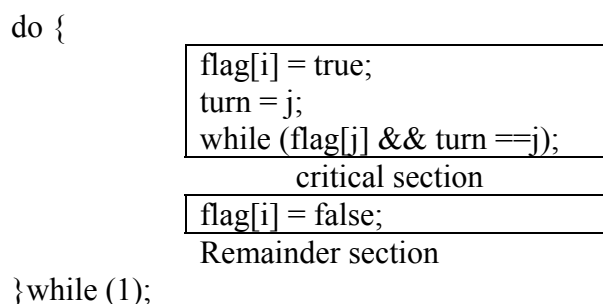 do {
flag[i] = true;
turn = j;
while (flag[j] && turn ==j);
critical section
flag[i] = false;
Remainder section
}while (1);